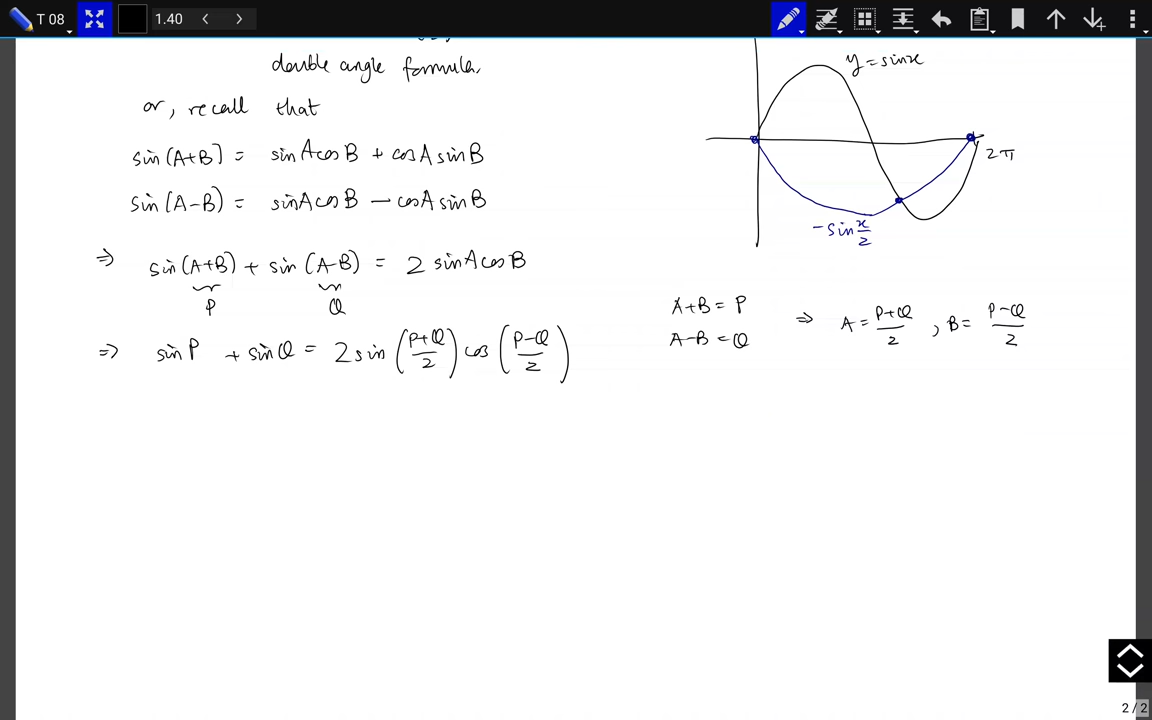 T 08 1.40
double angle formula.
y = sinx
or, recall that
sin(A+B) = sinAcosB + cosAsinB
2π
sin(A-B) = sinAcosB - cosAsinB
-sin x/2
⇒ sin(A+B) + sin(A-B) = 2 sinAcosB
P Q
A+B = P
A-B = Q
⇒ A = P+Q/2 , B = P-Q/2
⇒ sinP + sinQ = 2sin(P+Q/2) cos(P-Q/2)
2 / 2